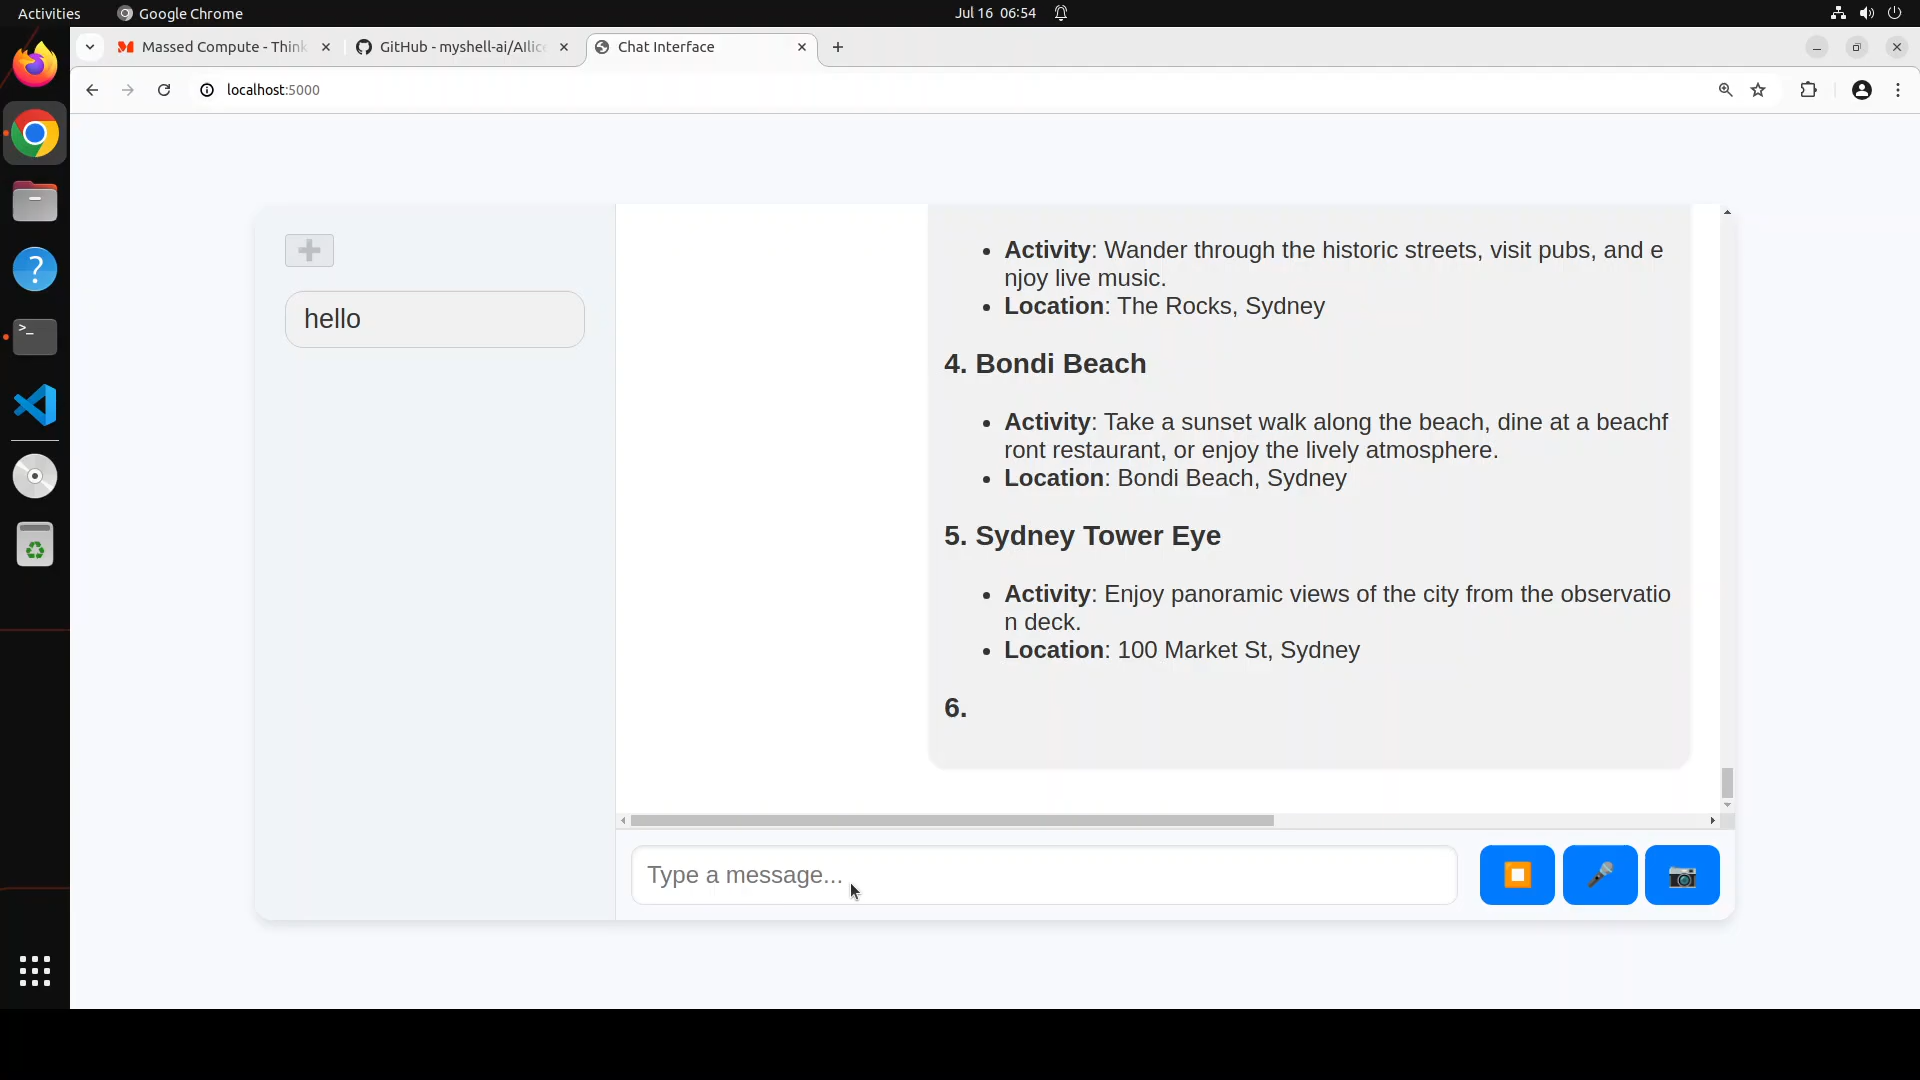 Activities
Google Chrome
Jul 16 06:54
Massed Compute - Think
GitHub - myshell-ai/AIlice
Chat Interface
localhost:5000
hello
Activity: Wander through the historic streets, visit pubs, and e
njoy live music.
Location: The Rocks, Sydney
4. Bondi Beach
Activity: Take a sunset walk along the beach, dine at a beachf
ront restaurant, or enjoy the lively atmosphere.
Location: Bondi Beach, Sydney
5. Sydney Tower Eye
Activity: Enjoy panoramic views of the city from the observatio
n deck.
Location: 100 Market St, Sydney
6.
Type a message...